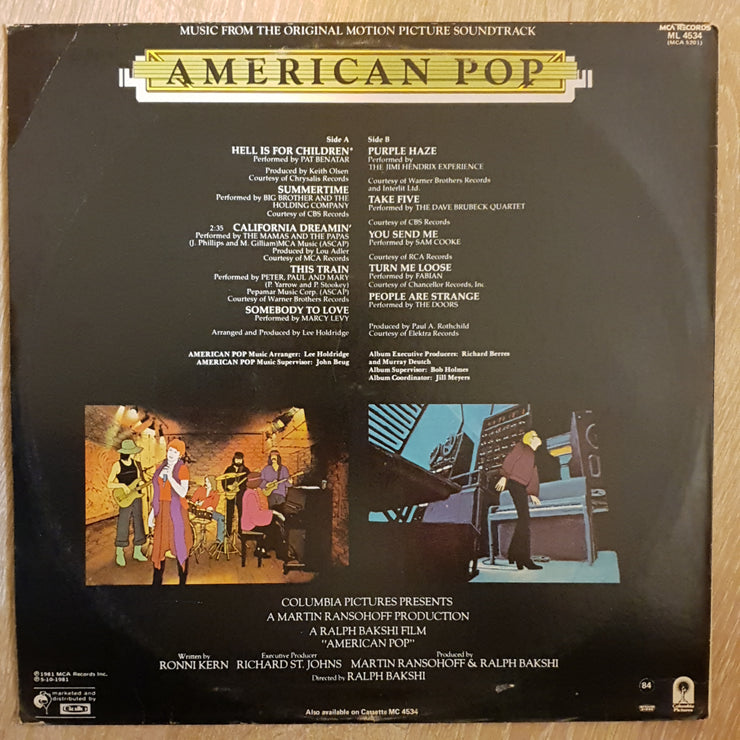 MUSIC FROM THE ORIGINAL MOTION PICTURE SOUNDTRACK
MCA RECORDS
ML 4534
(MCA 5201)
AMERICAN POP
Side A
HELL IS FOR CHILDREN*
Performed by PAT BENATAR
Produced by Keith Olsen
Courtesy of Chrysalis Records
SUMMERTIME
Performed by BIG BROTHER AND THE
HOLDING COMPANY
Courtesy of CBS Records
2:35 CALIFORNIA DREAMIN'
Performed by THE MAMAS AND THE PAPAS
(J. Phillips and M. Gilliam)MCA Music (ASCAP)
Produced by Lou Adler
Courtesy of MCA Records
THIS TRAIN
Performed by PETER, PAUL AND MARY
(P. Yarrow and P. Stookey)
Pepamar Music Corp. (ASCAP)
Courtesy of Warner Brothers Records
SOMEBODY TO LOVE
Performed by MARCY LEVY
Arranged and Produced by Lee Holdridge
Side B
PURPLE HAZE
Performed by
THE JIMI HENDRIX EXPERIENCE
Courtesy of Warner Brothers Records
and Interlit Ltd.
TAKE FIVE
Performed by THE DAVE BRUBECK QUARTET
Courtesy of CBS Records
YOU SEND ME
Performed by SAM COOKE
Courtesy of RCA Records
TURN ME LOOSE
Performed by FABIAN
Courtesy of Chancellor Records, Inc
PEOPLE ARE STRANGE
Performed by THE DOORS
Produced by Paul A. Rothchild
Courtesy of Elektra Records
AMERICAN POP Music Arranger: Lee Holdridge
AMERICAN POP Music Supervisor: John Beug
Album Executive Producers: Richard Berres
and Murray Deutch
Album Supervisor: Bob Holmes
Album Coordinator: Jill Meyers
COLUMBIA PICTURES PRESENTS
A MARTIN RANSOHOFF PRODUCTION
A RALPH BAKSHI FILM
"AMERICAN POP"
Written by
RONNI KERN
Executive Producer
RICHARD ST. JOHNS
Produced by
MARTIN RANSOHOFF & RALPH BAKSHI
Directed by RALPH BAKSHI
℗1981 MCA Records Inc.
©5-10-1981
marketed and
distributed by
Gallo
84
Columbia
Pictures
Also available on Cassette MC 4534